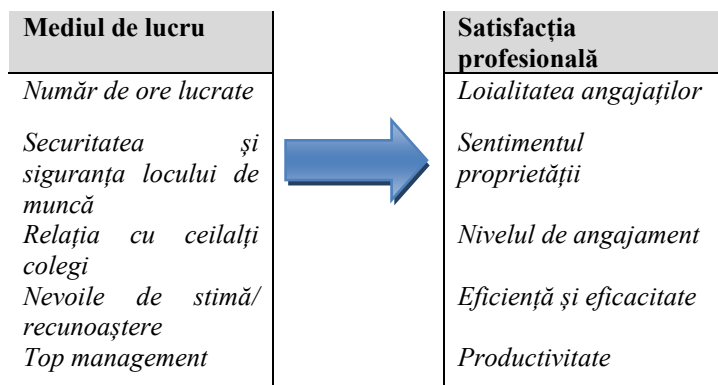 Mediul de lucru
Număr de ore lucrate
Securitatea și
siguranța locului de
muncă
Relația cu ceilalți
colegi
Nevoile de stimă/
recunoaștere
Top management
Satisfacția
profesională
Loialitatea angajaților
Sentimentul
proprietății
Nivelul de angajament
Eficiență și eficacitate
Productivitate